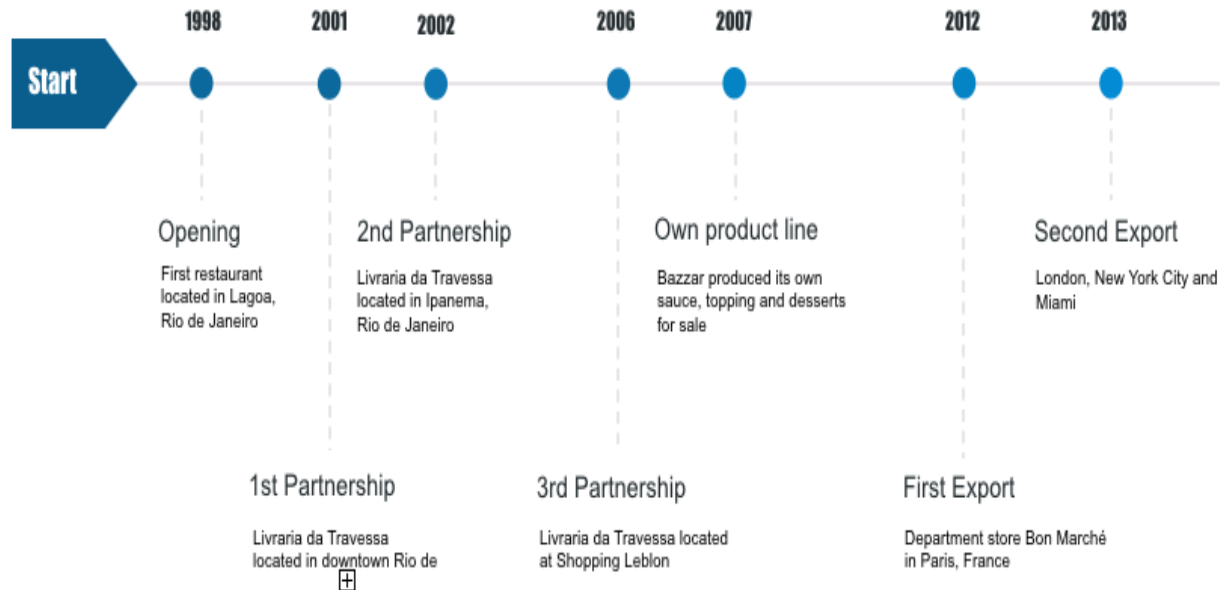 1998
2001
2002
2006
2007
2012
2013
Start
Opening
First restaurant
located in Lagoa,
Rio de Janeiro
2nd Partnership
Livraria da Travessa
located in Ipanema,
Rio de Janeiro
Own product line
Bazzar produced its own
sauce, topping and desserts
for sale
Second Export
London, New York City and
Miami
1st Partnership
Livraria da Travessa
located in downtown Rio de
3rd Partnership
Livraria da Travessa located
at Shopping Leblon
First Export
Department store Bon Marché
in Paris, France